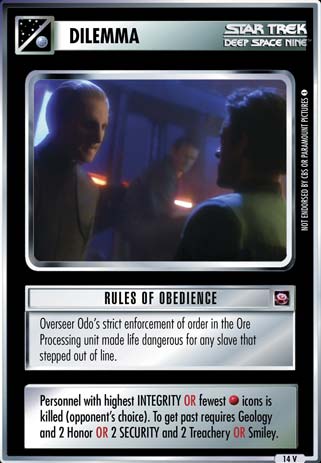 DILEMMA
STAR TREK
DEEP SPACE NINE
NOT ENDORSED BY CBS OR PARAMOUNT PICTURES
RULES OF OBEDIENCE
Overseer Odo's strict enforcement of order in the Ore
Processing unit made life dangerous for any slave that
stepped out of line.
Personnel with highest INTEGRITY OR fewest icons
is killed (opponent's choice). To get past requires Geology
and 2 Honor OR 2 SECURITY and 2 Treachery OR Smiley.
14 V